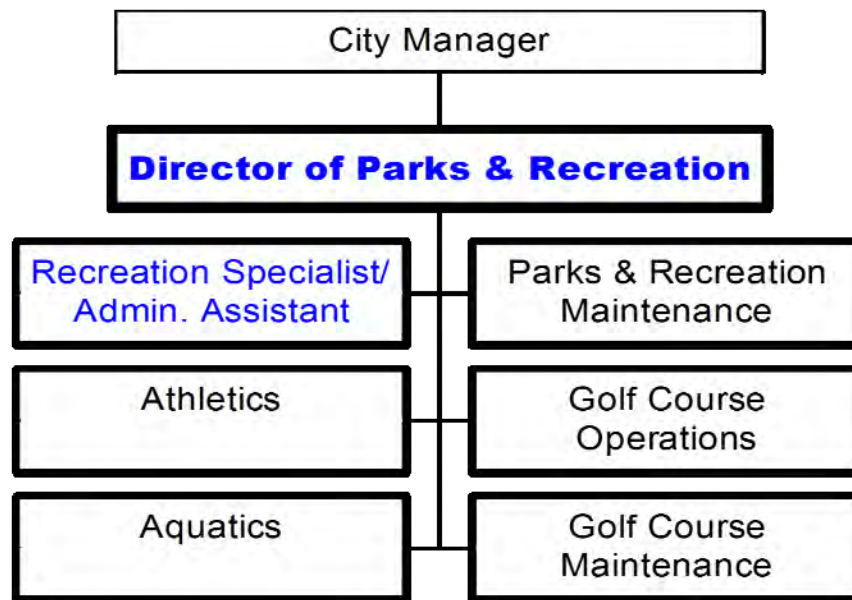 City Manager
Director of Parks & Recreation
Recreation Specialist/
Admin. Assistant
Parks & Recreation
Maintenance
Athletics
Golf Course
Operations
Aquatics
Golf Course
Maintenance